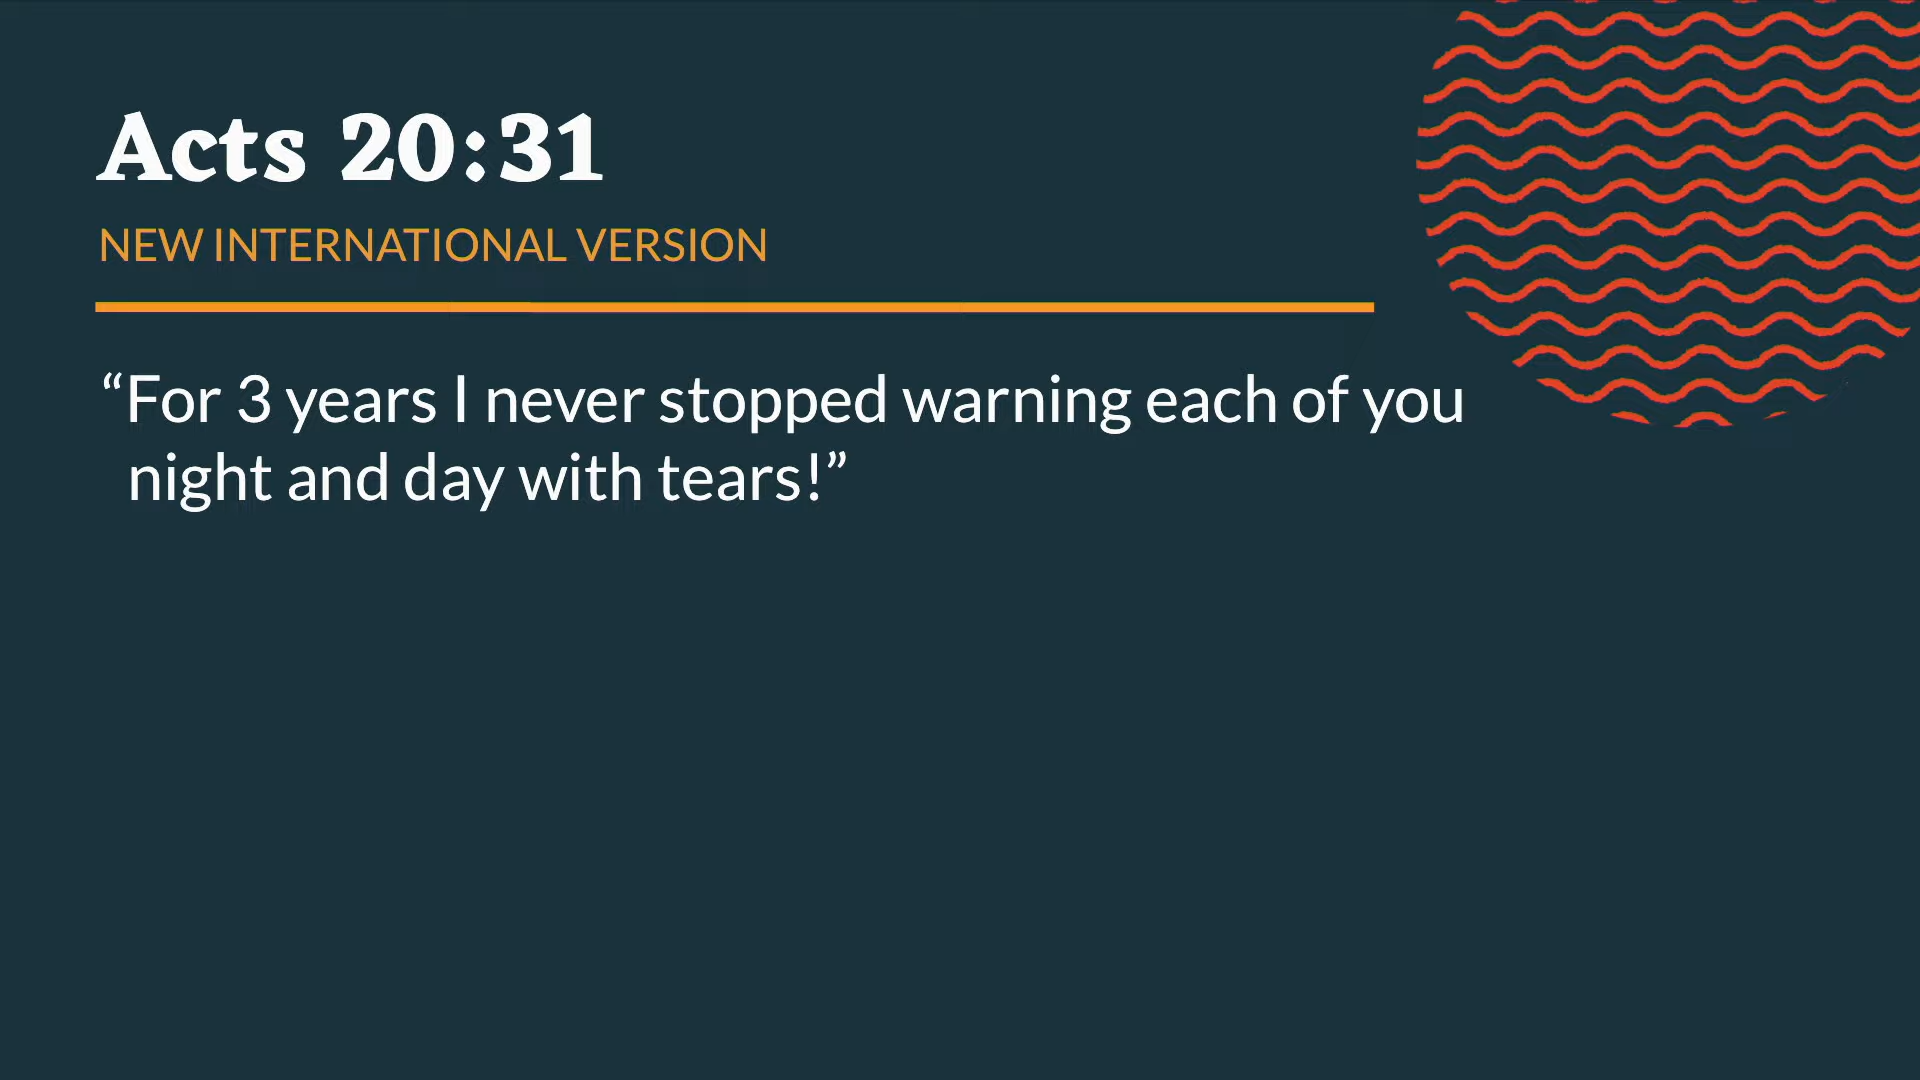 Acts 20:31
NEW INTERNATIONAL VERSION
“For 3 years I never stopped warning each of you
night and day with tears!”